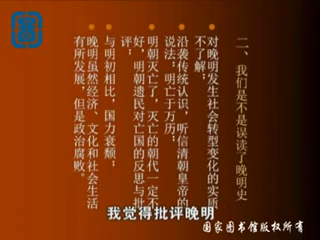 二、我们是不是误读了晚明史
• 对晚明发生社会转型变化的实质
不了解；
• 沿袭传统认识，听信清朝皇帝的
说法：明亡于万历；
• 明朝灭亡了，灭亡的朝代一定不
好，明朝遗民对亡国的反思与批
评；
• 与明初相比，国力衰颓；
• 晚明虽然经济、文化和社会生活
有所发展，但是政治腐败。
我觉得批评晚明
国家图书馆版权所有